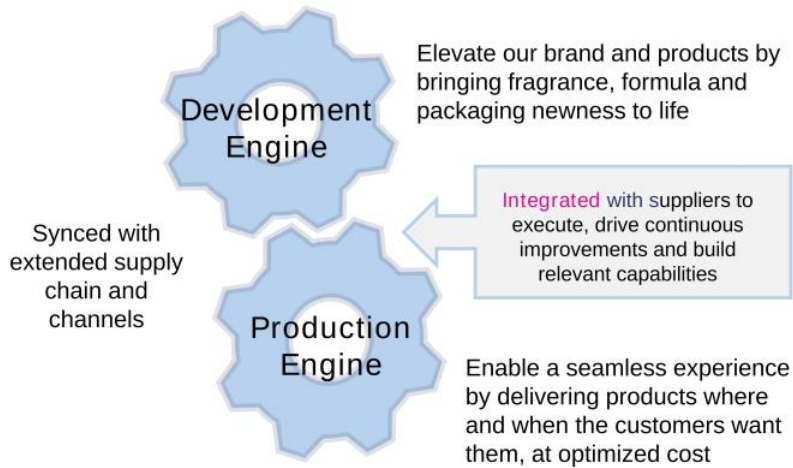 Development
Engine
Elevate our brand and products by
bringing fragrance, formula and
packaging newness to life
Integrated with suppliers to
execute, drive continuous
improvements and build
relevant capabilities
Synced with
extended supply
chain and
channels
Production
Engine
Enable a seamless experience
by delivering products where
and when the customers want
them, at optimized cost